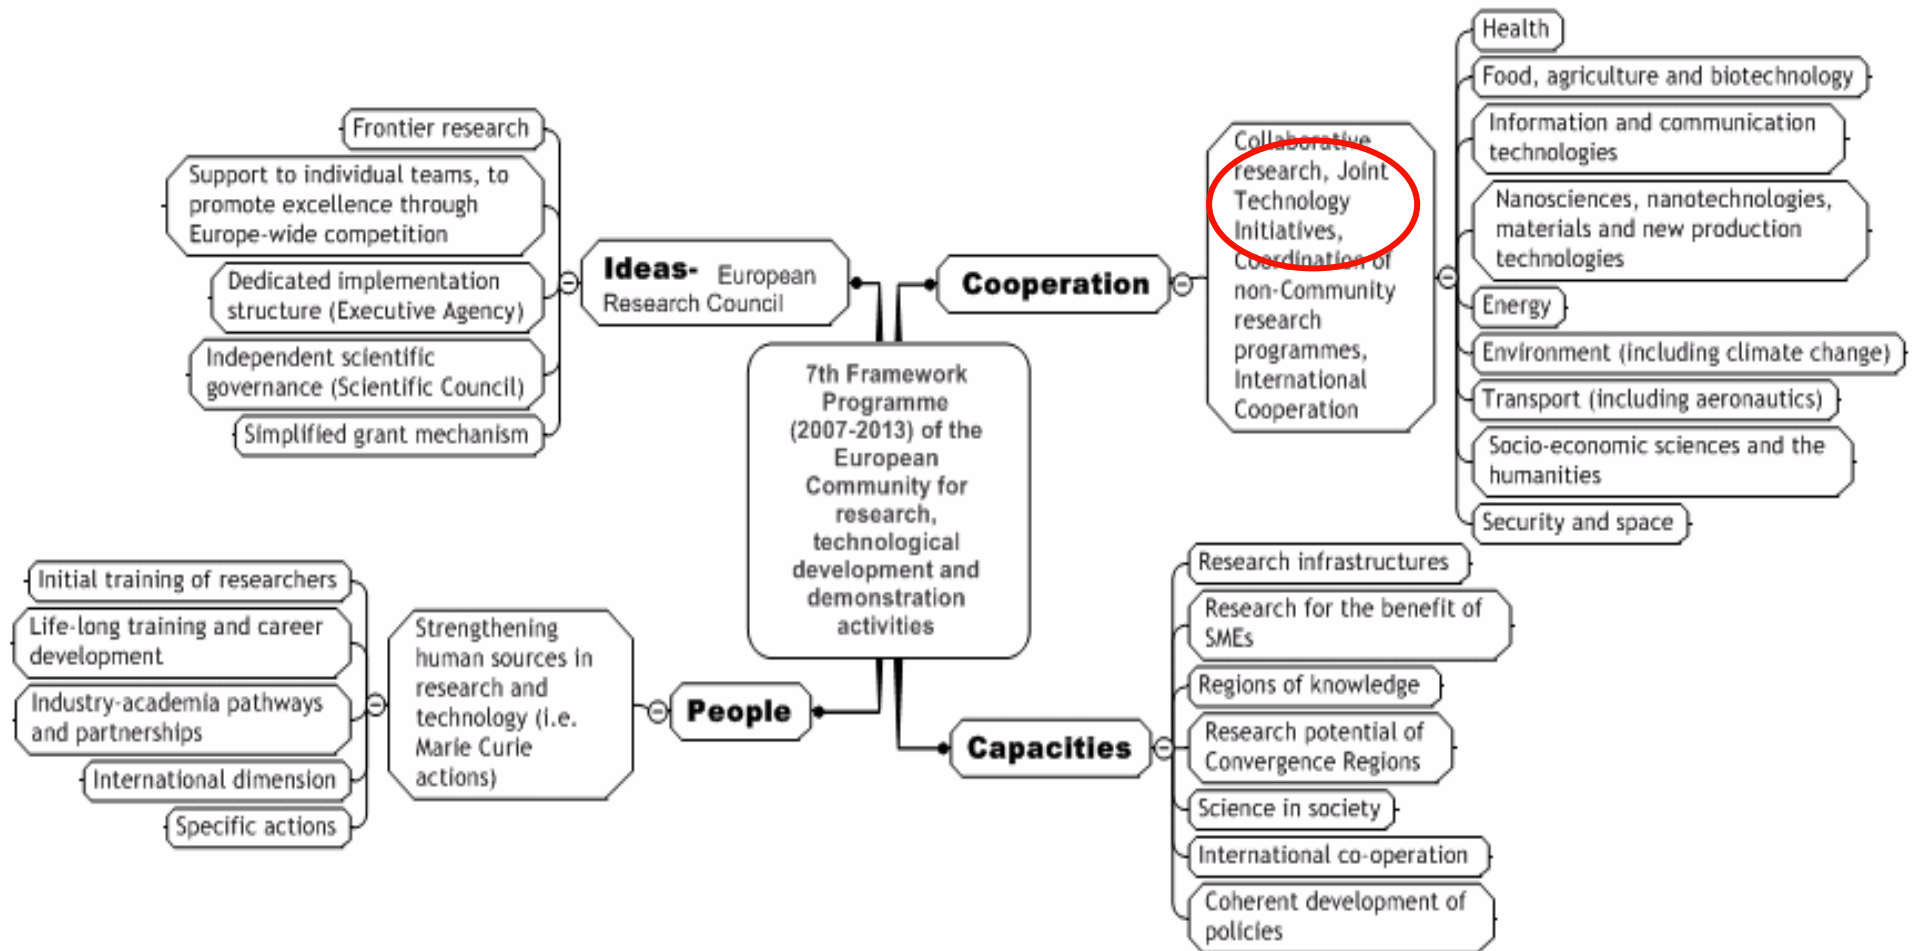 Frontier research
Support to individual teams, to
promote excellence through
Europe-wide competition
Dedicated implementation
structure (Executive Agency)
Independent scientific
governance (Scientific Council)
Simplified grant mechanism
Ideas- European
Research Council
Cooperation
Collaborative
research, Joint
Technology
Initiatives,
Coordination of
non-Community
research
programmes,
International
Cooperation
Health
Food, agriculture and biotechnology
Information and communication
technologies
Nanosciences, nanotechnologies,
materials and new production
technologies
Energy
Environment (including climate change)
Transport (including aeronautics)
Socio-economic sciences and the
humanities
Security and space
7th Framework
Programme
(2007-2013) of the
European
Community for
research,
technological
development and
demonstration
activities
Initial training of researchers
Life-long training and career
development
Industry-academia pathways
and partnerships
International dimension
Specific actions
Strengthening
human sources in
research and
technology (i.e.
Marie Curie
actions)
People
Capacities
Research infrastructures
Research for the benefit of
SMEs
Regions of knowledge
Research potential of
Convergence Regions
Science in society
International co-operation
Coherent development of
policies